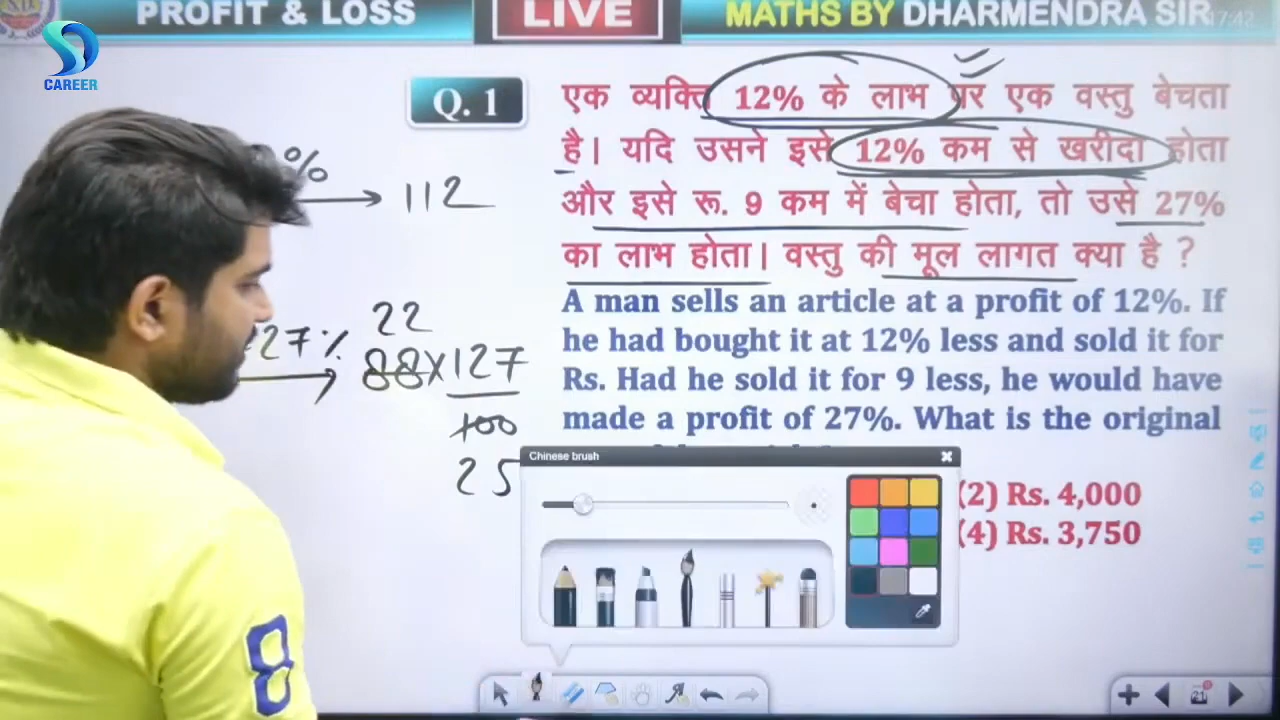 PROFIT & LOSS
LIVE
MATHS BY DHARMENDRA SIR
17:42
CAREER
Q. 1
एक व्यक्ति 12% के लाभ पर एक वस्तु बेचता
है। यदि उसने इसे 12% कम से खरीदा होता
और इसे रू. 9 कम में बेचा होता, तो उसे 27%
का लाभ होता। वस्तु की मूल लागत क्या है ?
A man sells an article at a profit of 12%. If
he had bought it at 12% less and sold it for
Rs. Had he sold it for 9 less, he would have
made a profit of 27%. What is the original
(2) Rs. 4,000
(4) Rs. 3,750
% 112
27% 22
88×127
100
25
Chinese brush
8
21